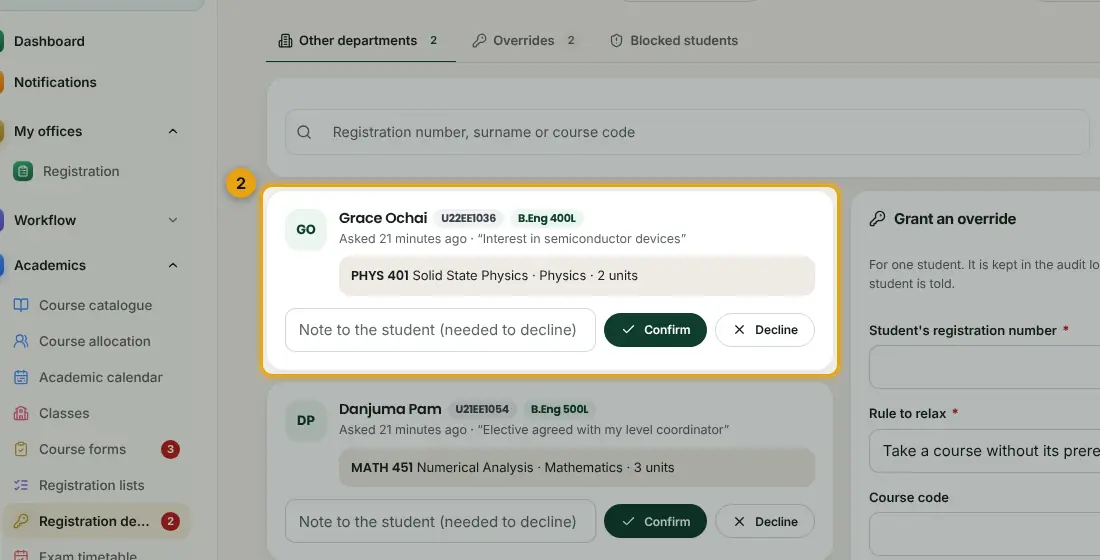 Dashboard
Notifications
My offices
Registration
Workflow
Academics
Course catalogue
Course allocation
Academic calendar
Classes
Course forms 3
Registration lists
Registration de... 2
Exam timetable
Other departments 2
Overrides 2
Blocked students
Registration number, surname or course code
2
GO
Grace Ochai U22EE1036 B.Eng 400L
Asked 21 minutes ago · “Interest in semiconductor devices”
PHYS 401 Solid State Physics · Physics · 2 units
Note to the student (needed to decline) Confirm Decline
DP
Danjuma Pam U21EE1054 B.Eng 500L
Asked 21 minutes ago · “Elective agreed with my level coordinator”
MATH 451 Numerical Analysis · Mathematics · 3 units
Note to the student (needed to decline) Confirm Decline
Grant an override
For one student. It is kept in the audit lo
student is told.
Student's registration number *
Rule to relax *
Take a course without its prere
Course code